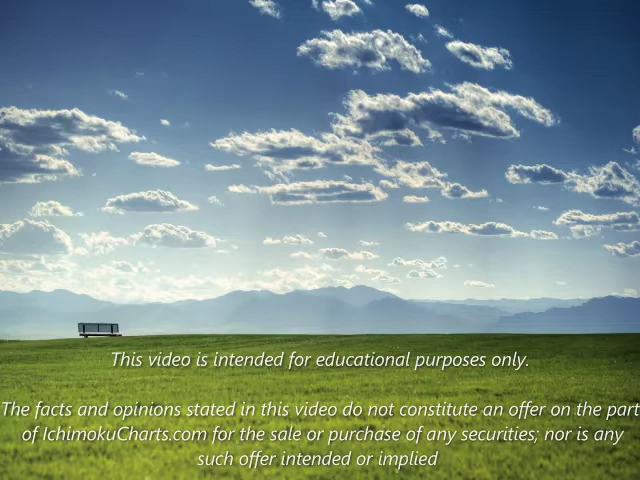 This video is intended for educational purposes only.
The facts and opinions stated in this video do not constitute an offer on the part
of IchimokuCharts.com for the sale or purchase of any securities; nor is any
such offer intended or implied